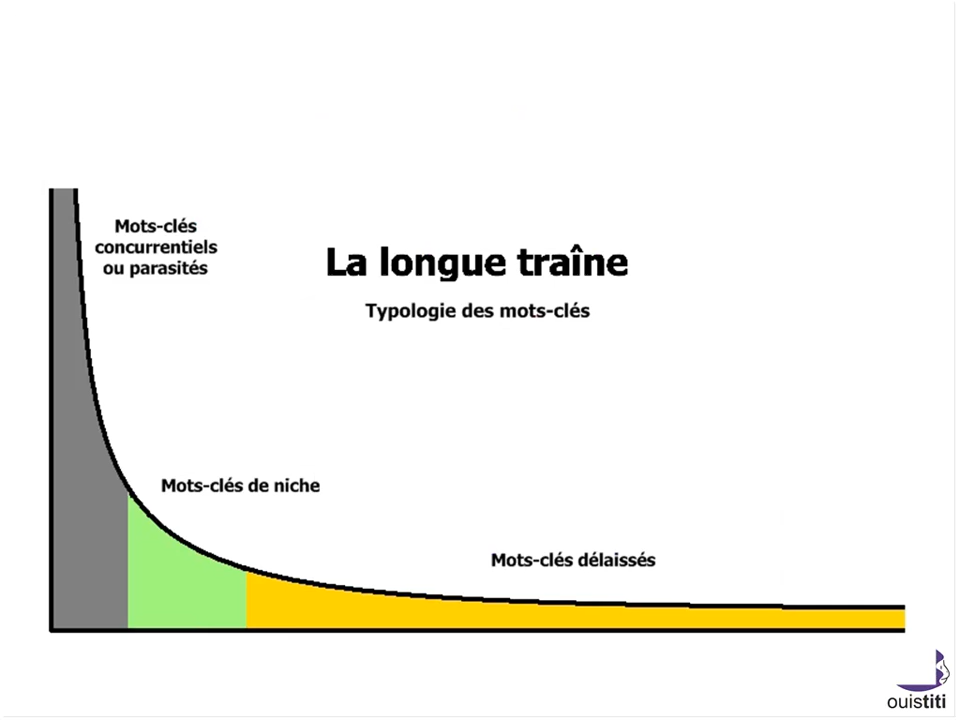 Mots-clés
concurrentiels
ou parasités
La longue traîne
Typologie des mots-clés
Mots-clés de niche
Mots-clés délaissés
ouistiti